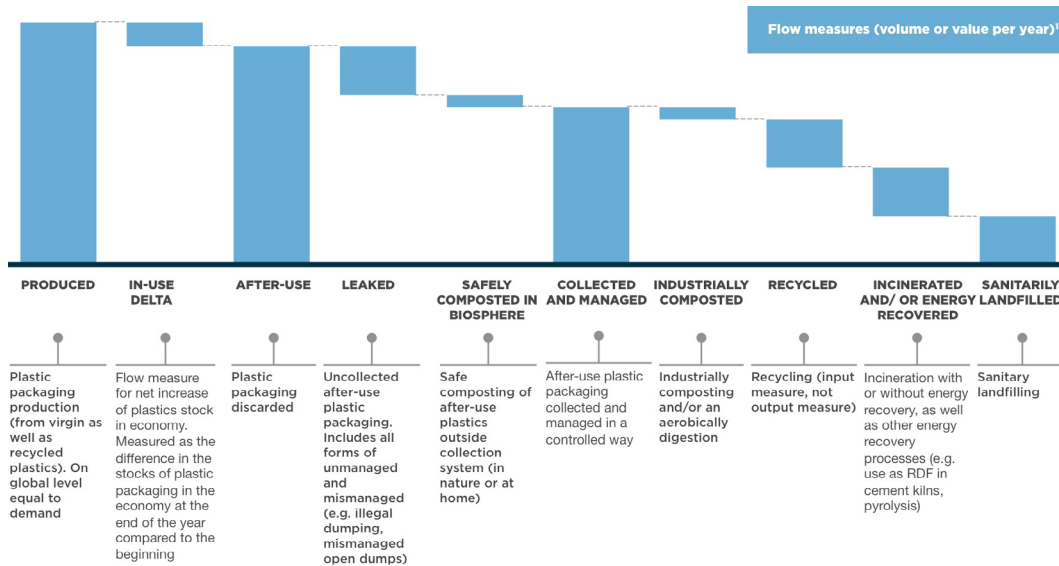 Flow measures (volume or value per year)¹
PRODUCED
IN-USE
DELTA
AFTER-USE
LEAKED
SAFELY
COMPOSTED IN
BIOSPHERE
COLLECTED
AND MANAGED
INDUSTRIALLY
COMPOSTED
RECYCLED
INCINERATED
AND/ OR ENERGY
RECOVERED
SANITARILY
LANDFILLED
Plastic
packaging
production
(from virgin as
well as
recycled
plastics). On
global level
equal to
demand
Flow measure
for net increase
of plastics stock
in economy.
Measured as the
difference in the
stocks of plastic
packaging in the
economy at the
end of the year
compared to the
beginning
Plastic
packaging
discarded
Uncollected
after-use
plastic
packaging.
Includes all
forms of
unmanaged
and
mismanaged
(e.g. illegal
dumping,
mismanaged
open dumps)
Safe
composting of
after-use
plastics
outside
collection
system (in
nature or at
home)
After-use plastic
packaging
collected and
managed in a
controlled way
Industrially
composting
and/or an
aerobically
digestion
Recycling (input
measure, not
output measure)
Incineration with
or without energy
recovery, as well
as other energy
recovery
processes (e.g.
use as RDF in
cement kilns,
pyrolysis)
Sanitary
landfilling